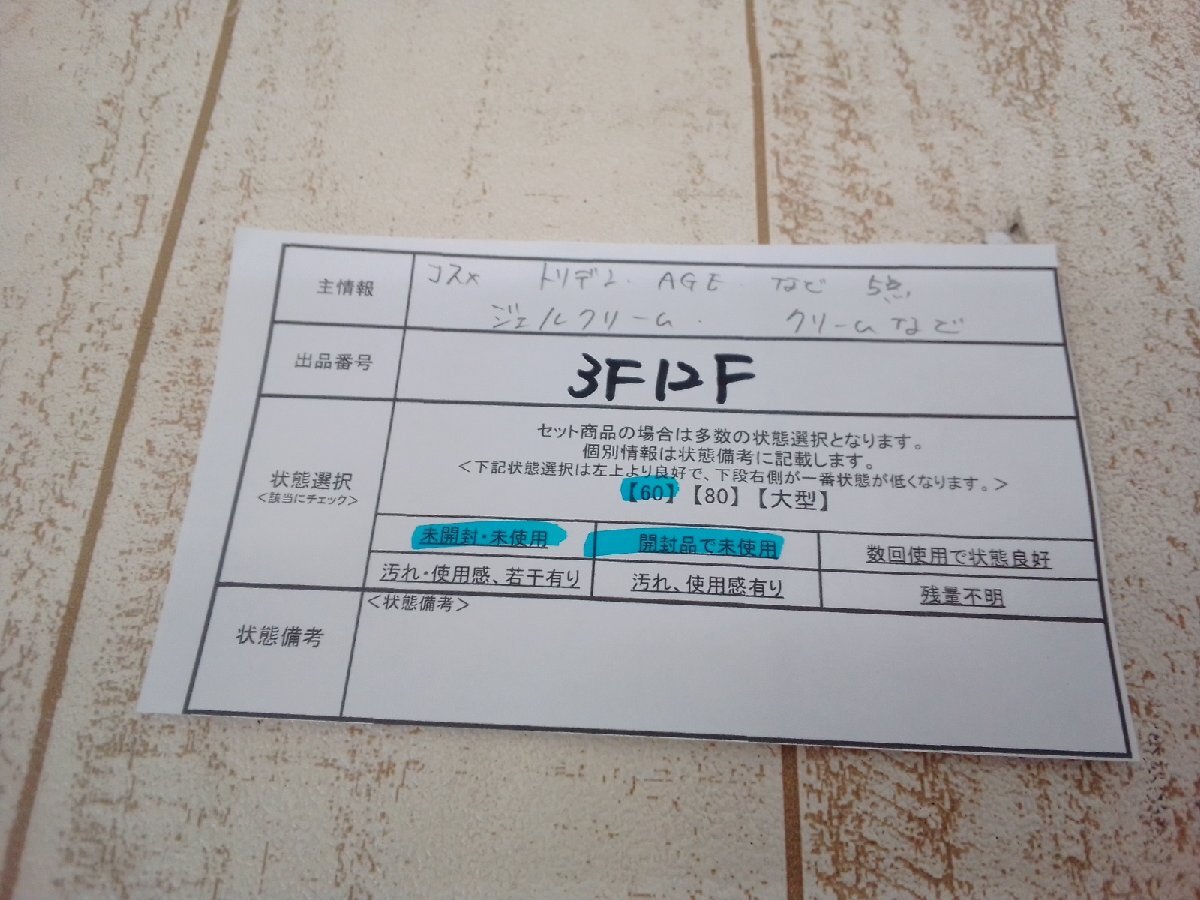 主情報
コスメ トリデン. AGE. など 5点
ジェルクリーム. クリームなど
出品番号
3F12F
状態選択
<該当にチェック>
セット商品の場合は多数の状態選択となります。
個別情報は状態備考に記載します。
<下記状態選択は左上より良好で、下段右側が一番状態が低くなります。>
【60】【80】【大型】
未開封・未使用 開封品で未使用 数回使用で状態良好
汚れ・使用感、若干有り 汚れ、使用感有り 残量不明
状態備考
<状態備考>